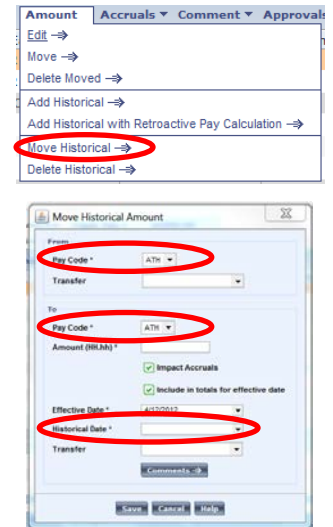 Amount Accruals ▼ Comment ▼ Approvals
Edit
Move
Delete Moved
Add Historical
Add Historical with Retroactive Pay Calculation
Move Historical
Delete Historical
Move Historical Amount
From
Pay Code * ATH
Transfer
To
Pay Code * ATH
Amount (HH.hh) *
Impact Accruals
Include in totals for effective date
Effective Date * 4/12/2012
Historical Date *
Transfer
Comments
Save Cancel Help